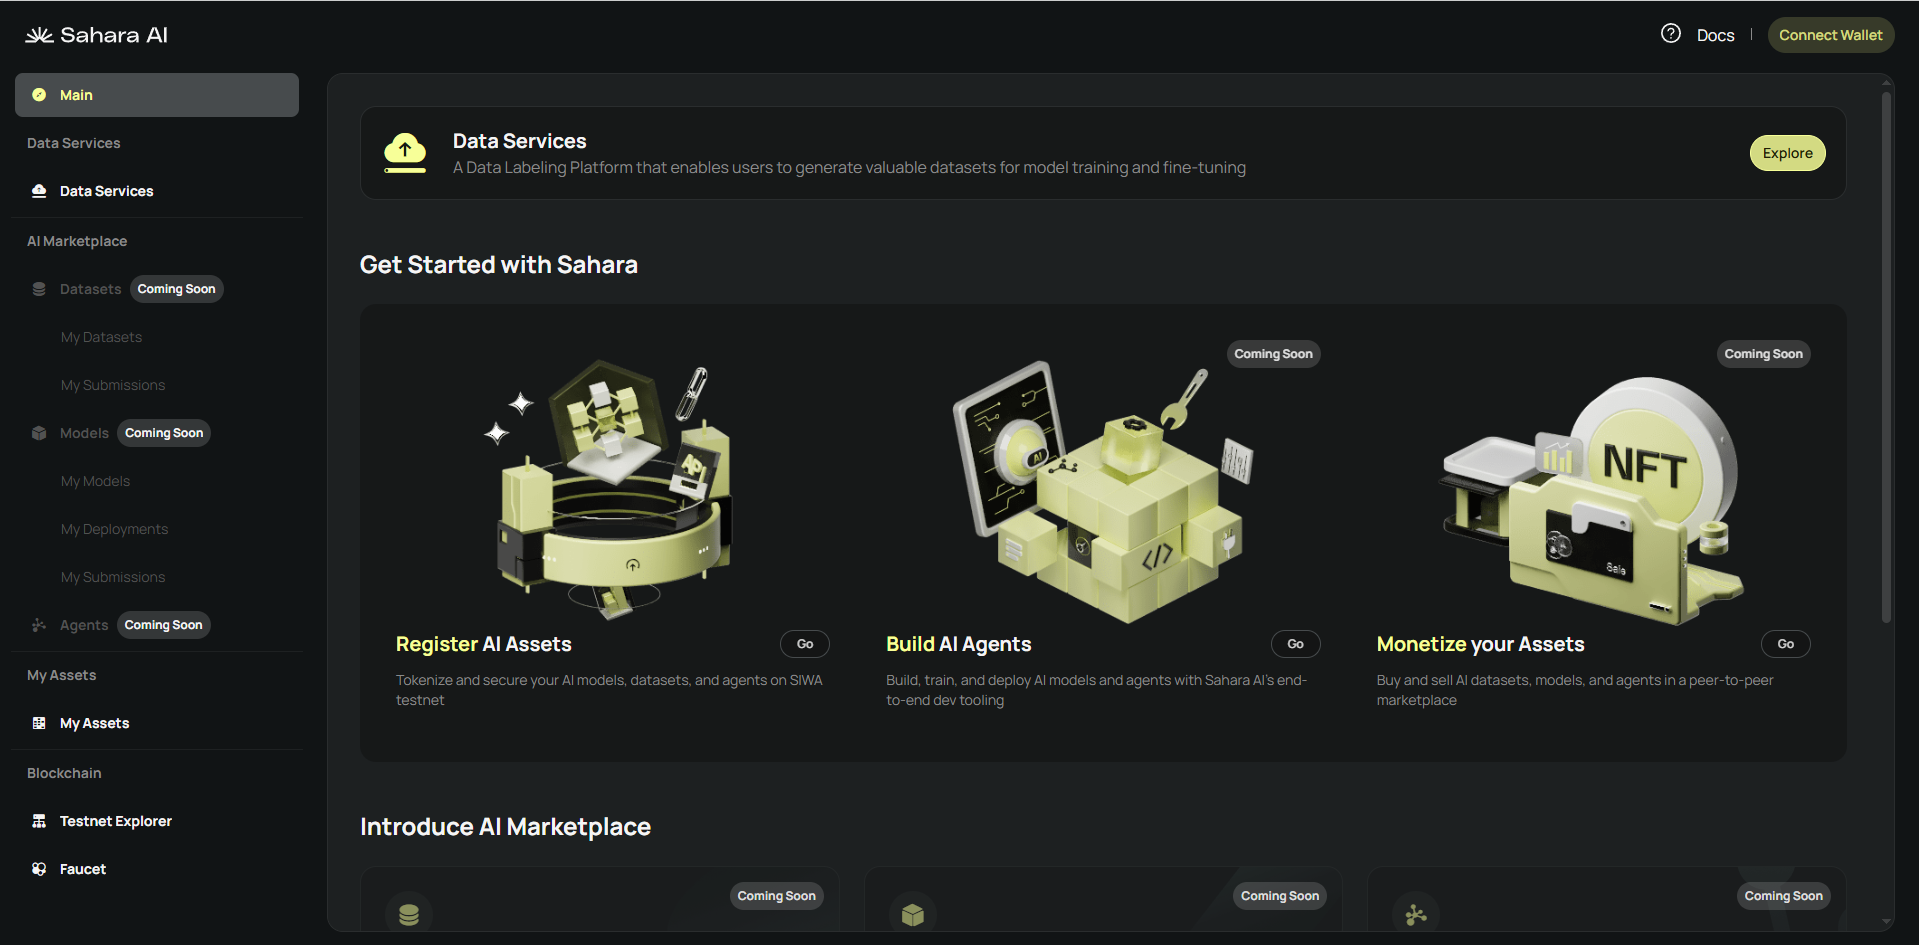 Sahara AI
Docs
Connect Wallet
Main
Data Services
Data Services
AI Marketplace
Datasets Coming Soon
My Datasets
My Submissions
Models Coming Soon
My Models
My Deployments
My Submissions
Agents Coming Soon
My Assets
My Assets
Blockchain
Testnet Explorer
Faucet
Data Services
A Data Labeling Platform that enables users to generate valuable datasets for model training and fine-tuning
Explore
Get Started with Sahara
API
Register AI Assets
Go
Tokenize and secure your AI models, datasets, and agents on SIWA
testnet
Coming Soon
AI
</>
Build AI Agents
Go
Build, train, and deploy AI models and agents with Sahara AI's end-
to-end dev tooling
Coming Soon
NFT
Safe
Monetize your Assets
Go
Buy and sell AI datasets, models, and agents in a peer-to-peer
marketplace
Introduce AI Marketplace
Coming Soon
Coming Soon
Coming Soon